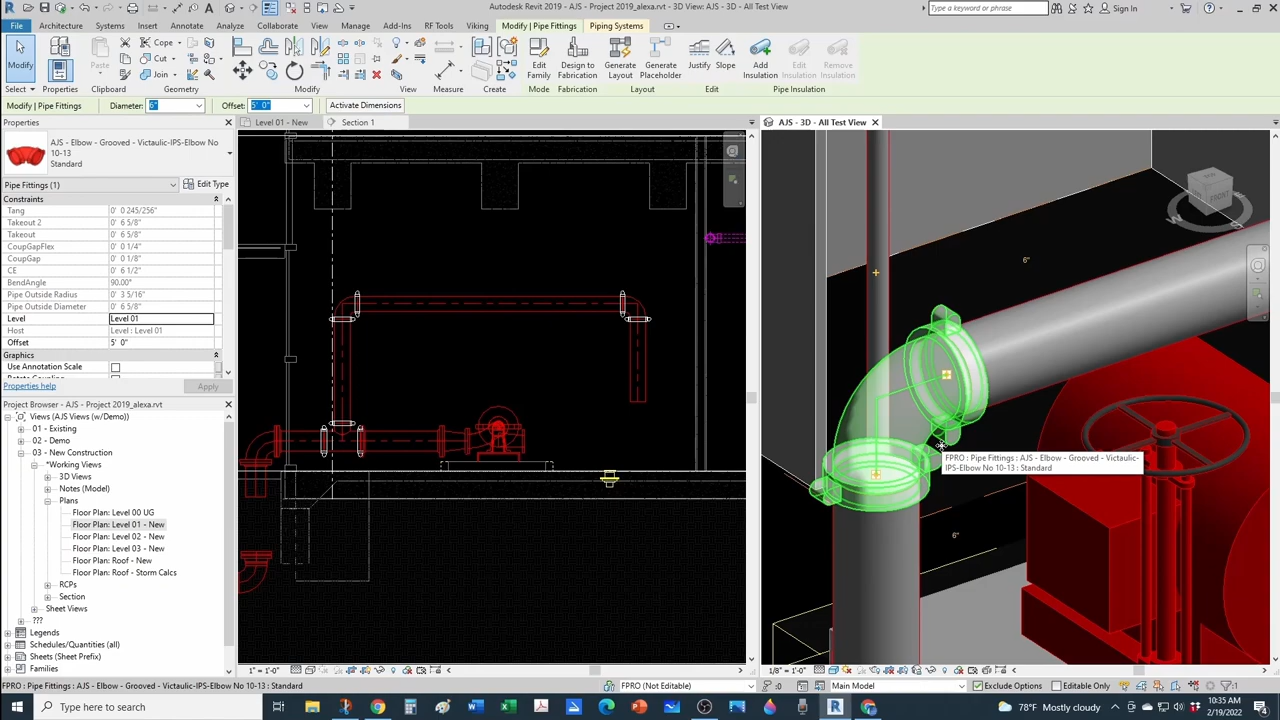 Autodesk Revit 2019 - AJS - Project 2019_alexa.rvt - 3D View: AJS - 3D - All Test View
Type a keyword or phrase
Sign In
File Architecture Systems Insert Annotate Analyze Collaborate View Manage Add-Ins RF Tools Viking Modify | Pipe Fittings Piping Systems
Modify
Properties
Paste
Cope
Cut
Join
Edit Family
Design to Fabrication
Generate Layout
Generate Placeholder
Justify
Slope
Add Insulation
Edit Insulation
Remove Insulation
Select Properties Clipboard Geometry Modify View Measure Create Mode Fabrication Layout Edit Pipe Insulation
Modify | Pipe Fittings Diameter: 6" Offset: 5' 0" Activate Dimensions
Properties
Level 01 - New
Section 1
AJS - 3D - All Test View
AJS - Elbow - Grooved - Victaulic-IPS-Elbow No 10-13
Standard
Pipe Fittings (1) Edit Type
Constraints
Tang 0' 0 245/256"
Takeout 2 0' 6 5/8"
Takeout 0' 6 5/8"
CoupGapFlex 0' 0 1/4"
CoupGap 0' 0 1/8"
CE 0' 6 1/2"
BendAngle 90.00°
Pipe Outside Radius 0' 3 5/16"
Pipe Outside Diameter 0' 6 5/8"
Level Level 01
Host Level : Level 01
Offset 5' 0"
Graphics
Use Annotation Scale
Properties help Apply
Project Browser - AJS - Project 2019_alexa.rvt
Views (AJS Views (w/Demo))
01 - Existing
02 - Demo
03 - New Construction
*Working Views
3D Views
Notes (Model)
Plans
Floor Plan: Level 00 UG
Floor Plan: Level 01 - New
Floor Plan: Level 02 - New
Floor Plan: Level 03 - New
Floor Plan: Roof - New
Floor Plan: Roof - Storm Calcs
RCPs
Section
Sheet Views
???
Legends
Schedules/Quantities (all)
Sheets (Sheet Prefix)
Families
6"
FRONT
FPRO : Pipe Fittings : AJS - Elbow - Grooved - Victaulic-
IPS-Elbow No 10-13 : Standard
6"
1" = 1'-0"
1/8" = 1'-0"
FPRO : Pipe Fittings : AJS - Elbow - Grooved - Victaulic-IPS-Elbow No 10-13 : Standard
FPRO (Not Editable)
:0
Main Model
Exclude Options
Editable Only
:1
Type here to search
78°F Mostly cloudy
10:35 AM
2/19/2022